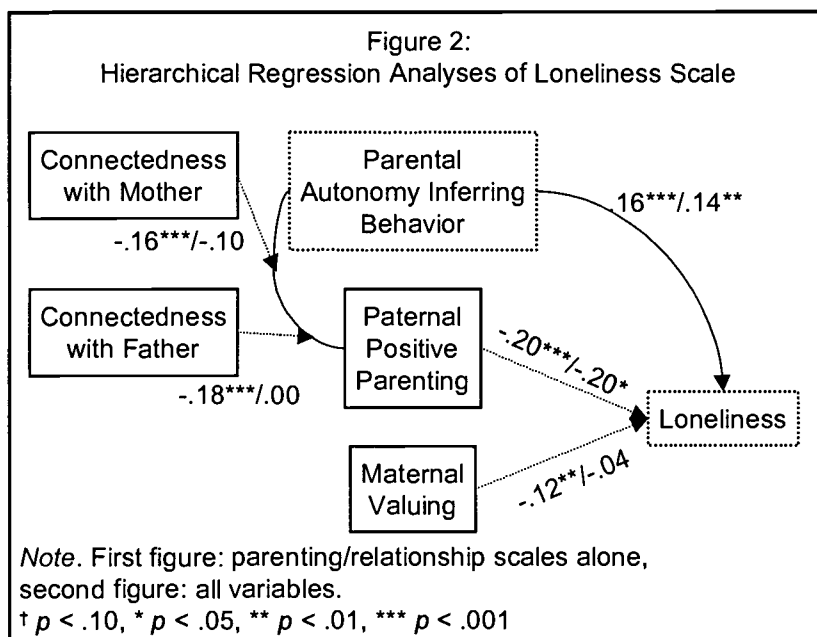 Figure 2:
Hierarchical Regression Analyses of Loneliness Scale
Connectedness
with Mother
Parental
Autonomy Inferring
Behavior
.16***/.14**
-.16***/-.10
Connectedness
with Father
Paternal
Positive
Parenting
-.20***/-.20*
-.18***/.00
Loneliness
Maternal
Valuing
-.12**/-.04
Note. First figure: parenting/relationship scales alone,
second figure: all variables.
† p < .10, * p < .05, ** p < .01, *** p < .001